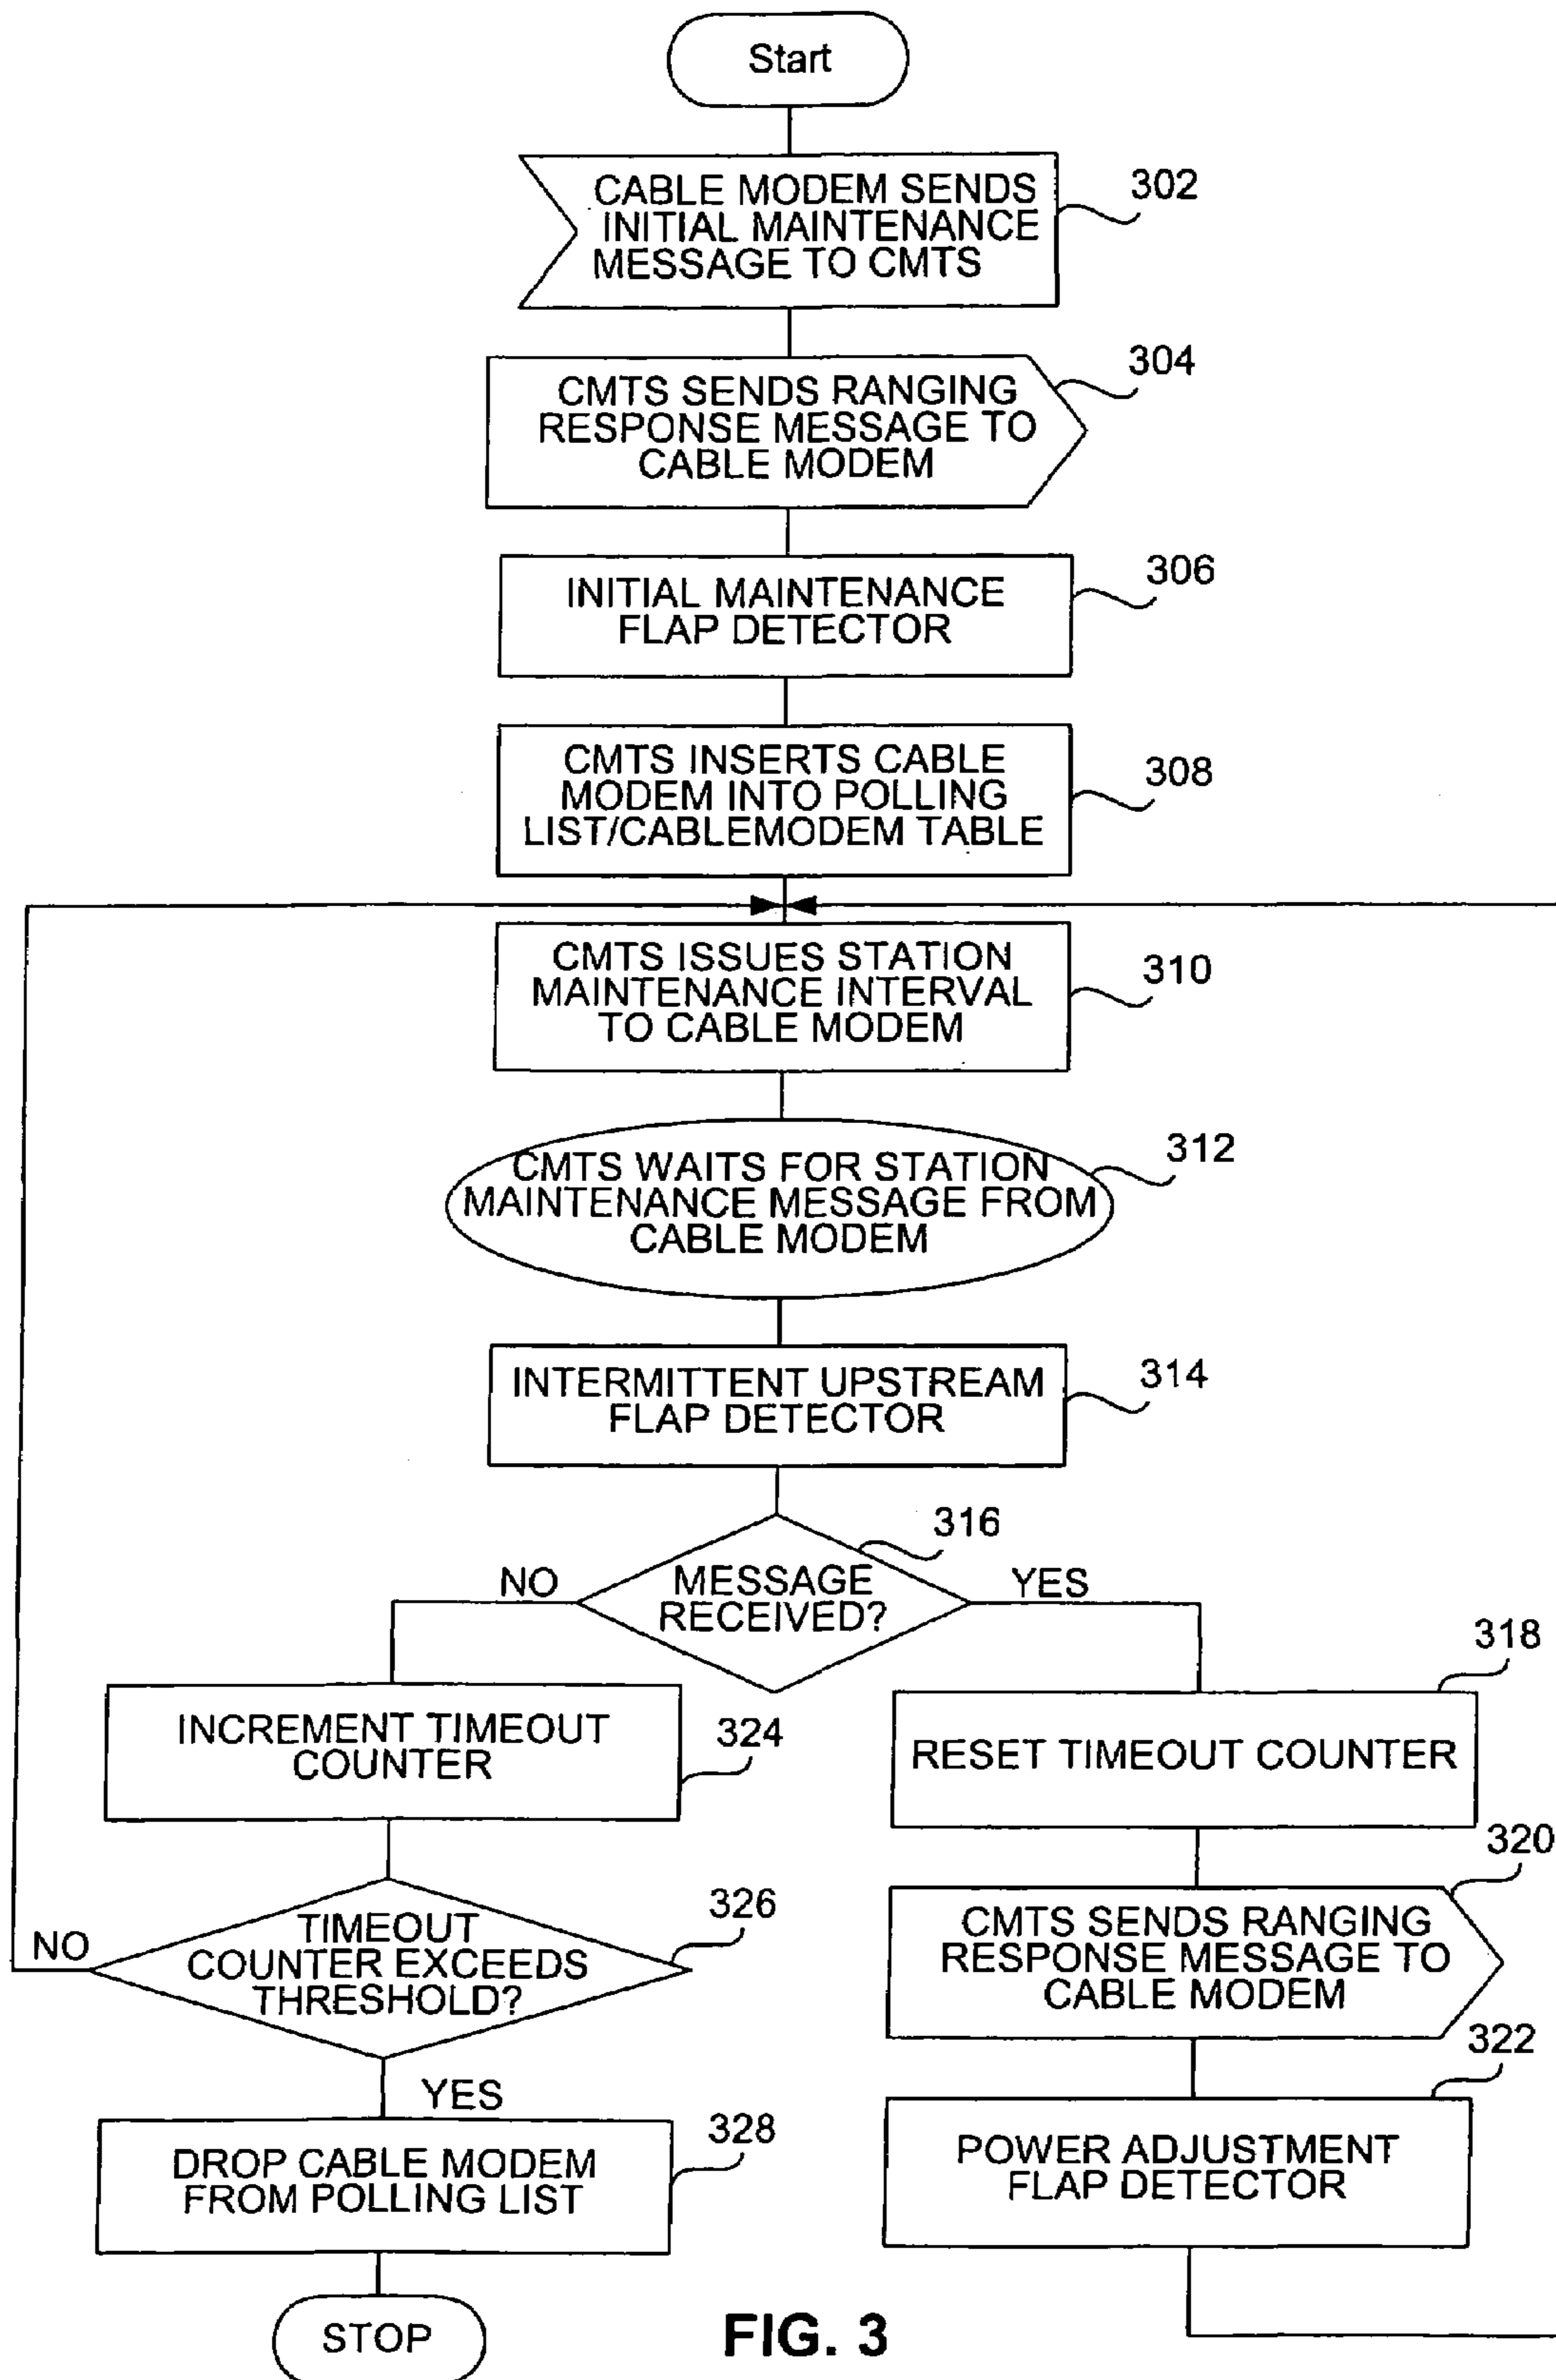 Start
CABLE MODEM SENDS
INITIAL MAINTENANCE
MESSAGE TO CMTS
302
CMTS SENDS RANGING
RESPONSE MESSAGE TO
CABLE MODEM
304
INITIAL MAINTENANCE
FLAP DETECTOR
306
CMTS INSERTS CABLE
MODEM INTO POLLING
LIST/CABLEMODEM TABLE
308
CMTS ISSUES STATION
MAINTENANCE INTERVAL
TO CABLE MODEM
310
CMTS WAITS FOR STATION
MAINTENANCE MESSAGE FROM
CABLE MODEM
312
INTERMITTENT UPSTREAM
FLAP DETECTOR
314
MESSAGE
RECEIVED?
316
NO
YES
INCREMENT TIMEOUT
COUNTER
324
RESET TIMEOUT COUNTER
318
TIMEOUT
COUNTER EXCEEDS
THRESHOLD?
326
NO
YES
CMTS SENDS RANGING
RESPONSE MESSAGE TO
CABLE MODEM
320
DROP CABLE MODEM
FROM POLLING LIST
328
POWER ADJUSTMENT
FLAP DETECTOR
322
STOP
FIG. 3